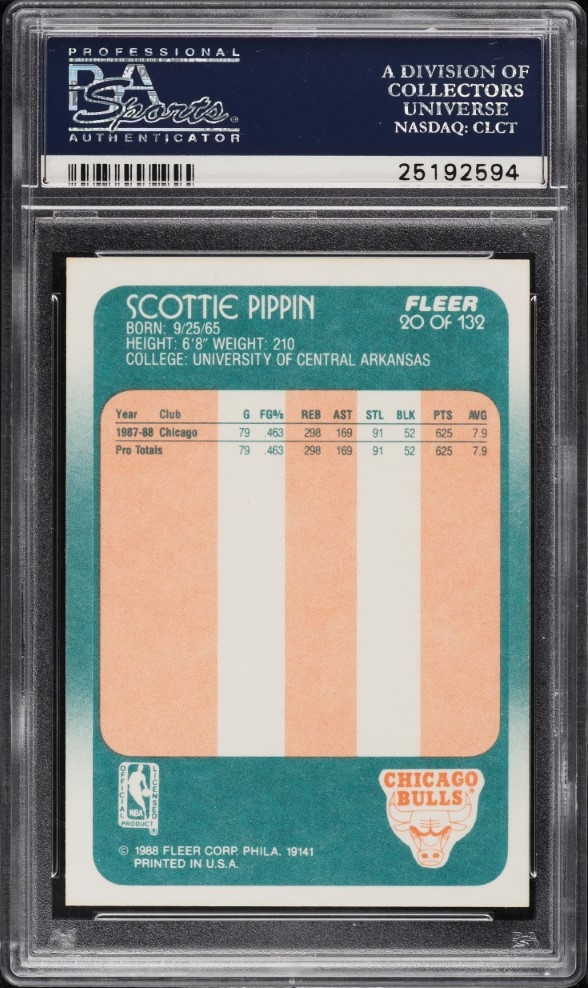 PROFESSIONAL
PSA
Sports
AUTHENTICATOR
A DIVISION OF
COLLECTORS
UNIVERSE
NASDAQ: CLCT
25192594
SCOTTIE PIPPIN
BORN: 9/25/65
HEIGHT: 6'8" WEIGHT: 210
COLLEGE: UNIVERSITY OF CENTRAL ARKANSAS
FLEER
20 OF 132
Year Club G FG% REB AST STL BLK PTS AVG
1987-88 Chicago 79 .463 298 169 91 52 625 7.9
Pro Totals 79 .463 298 169 91 52 625 7.9
OFFICIAL
LICENSED
NBA
PRODUCT
®
CHICAGO
BULLS®
© 1988 FLEER CORP. PHILA. 19141
PRINTED IN U.S.A.
PSA